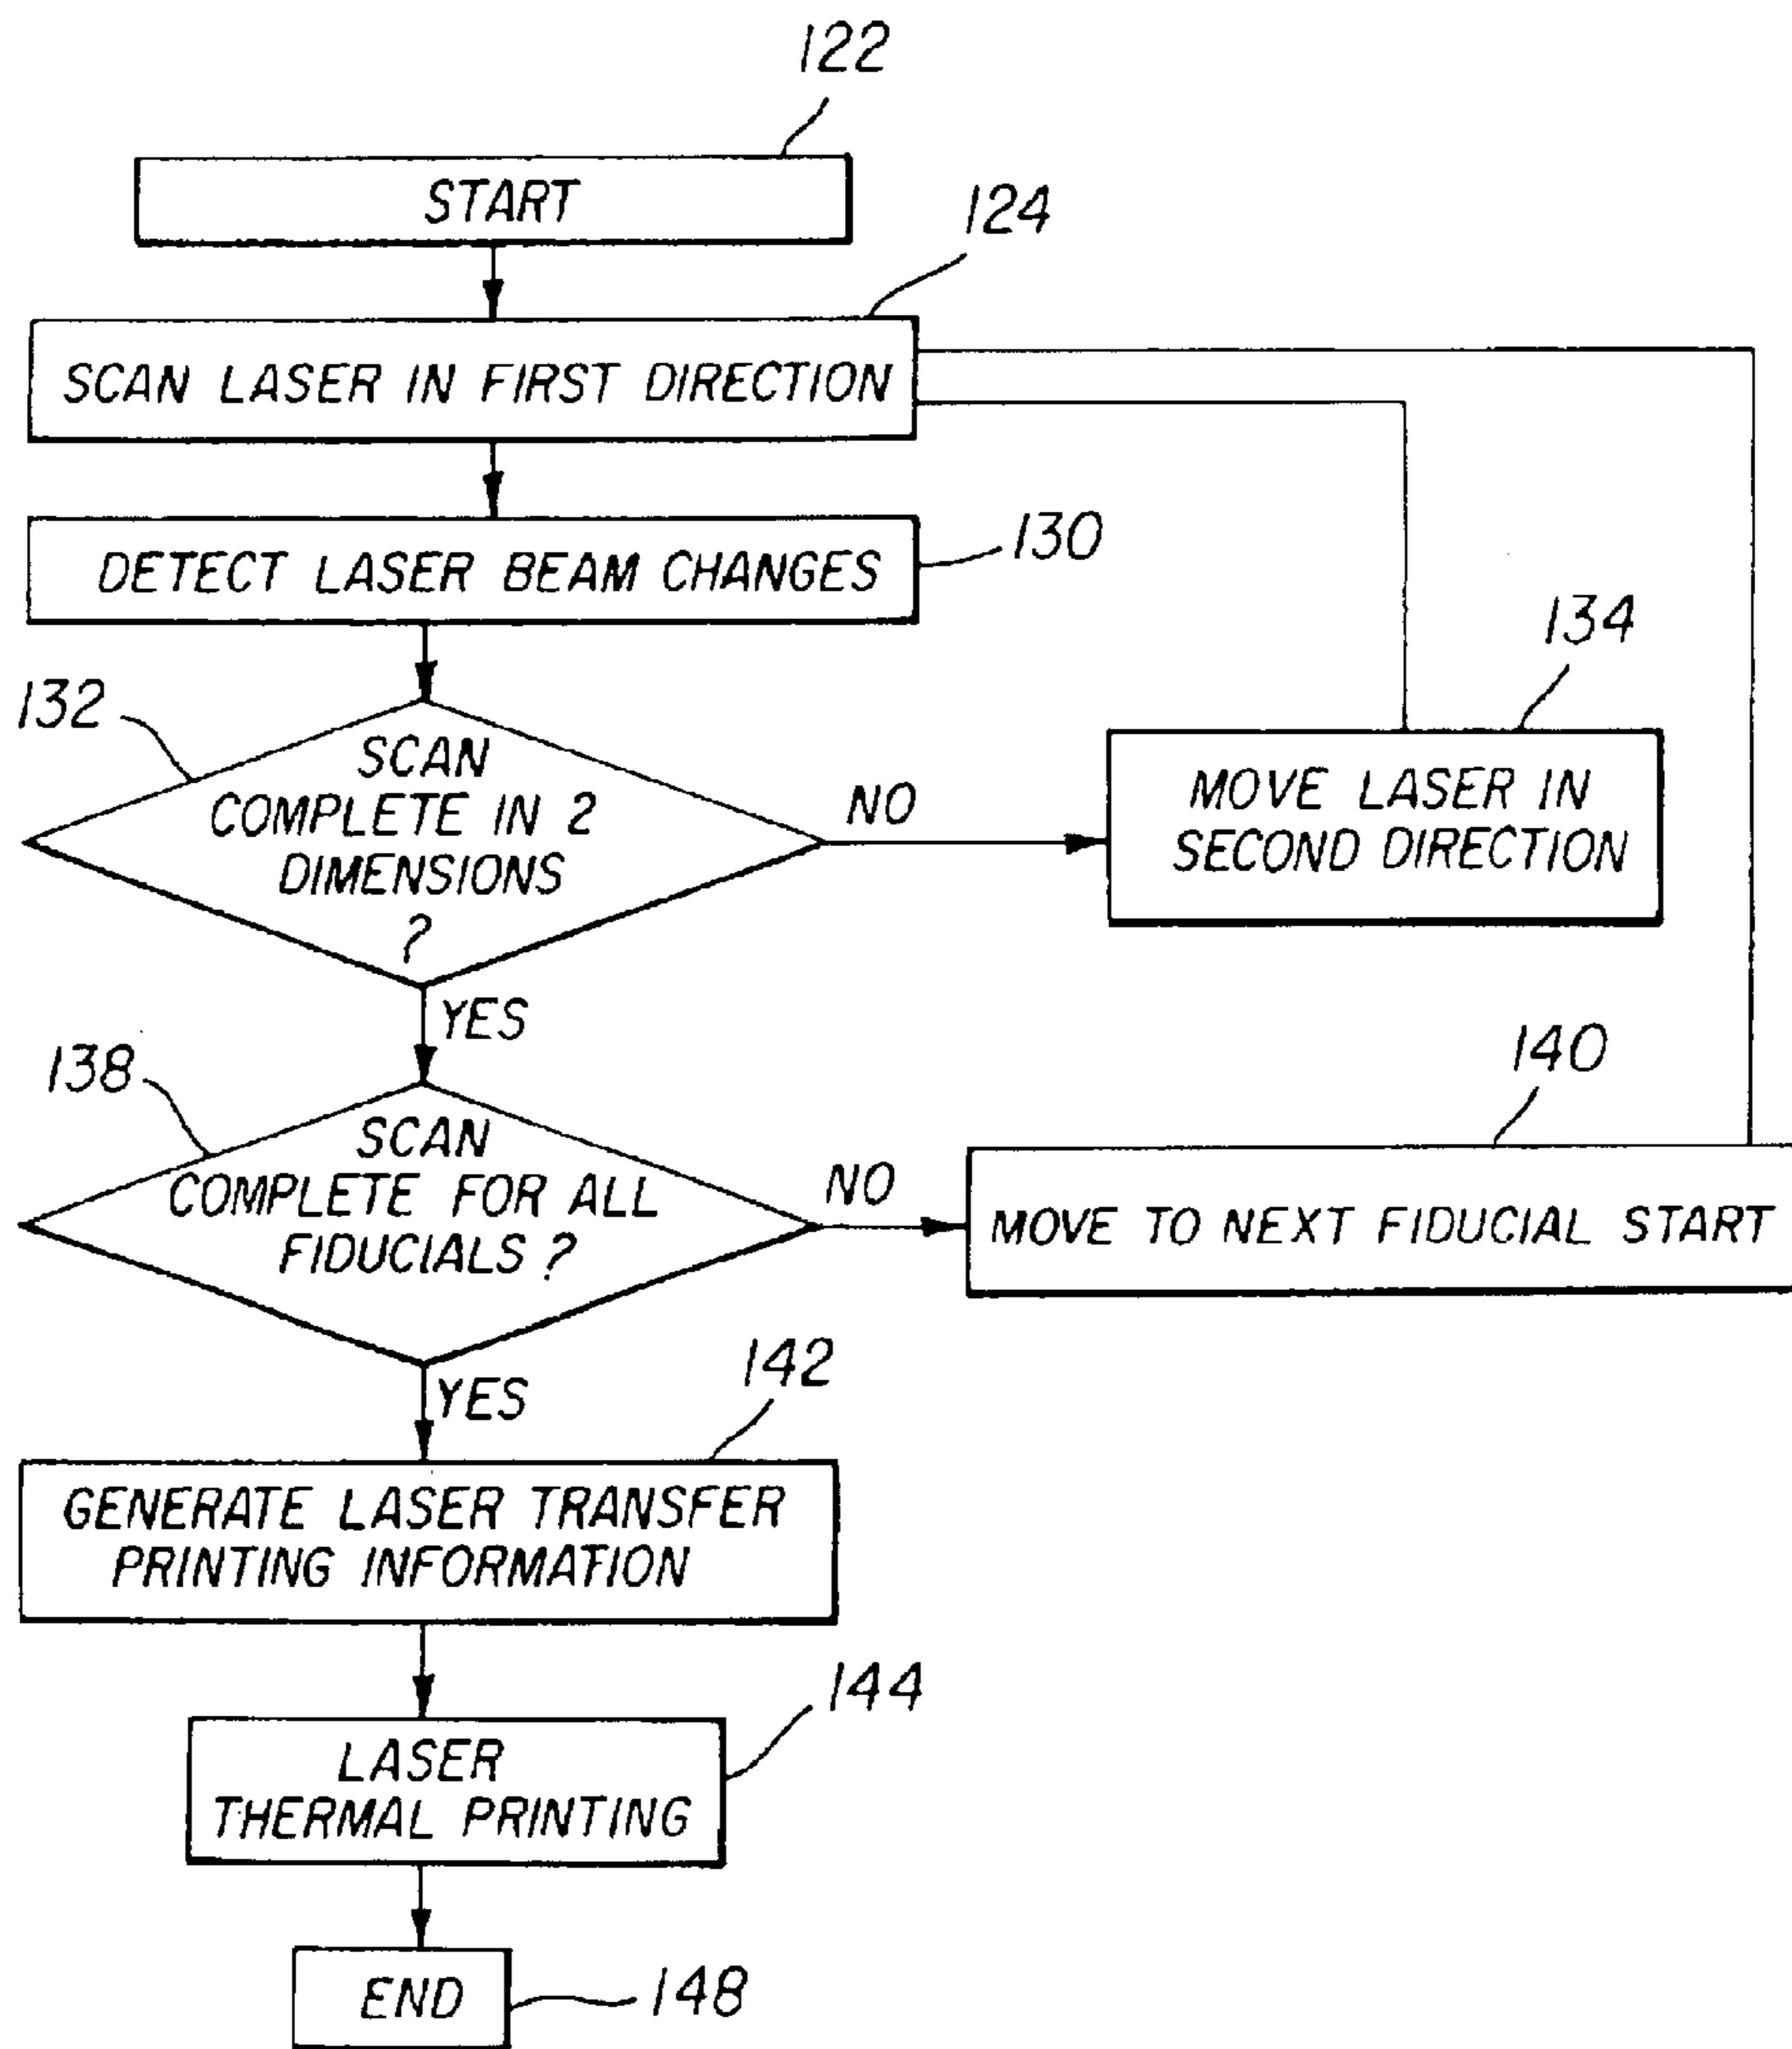 122
START
124
SCAN LASER IN FIRST DIRECTION
DETECT LASER BEAM CHANGES
130
134
132
SCAN
COMPLETE IN 2
DIMENSIONS
?
NO
MOVE LASER IN
SECOND DIRECTION
YES
138
140
SCAN
COMPLETE FOR ALL
FIDUCIALS ?
NO
MOVE TO NEXT FIDUCIAL START
YES
142
GENERATE LASER TRANSFER
PRINTING INFORMATION
144
LASER
THERMAL PRINTING
END
148